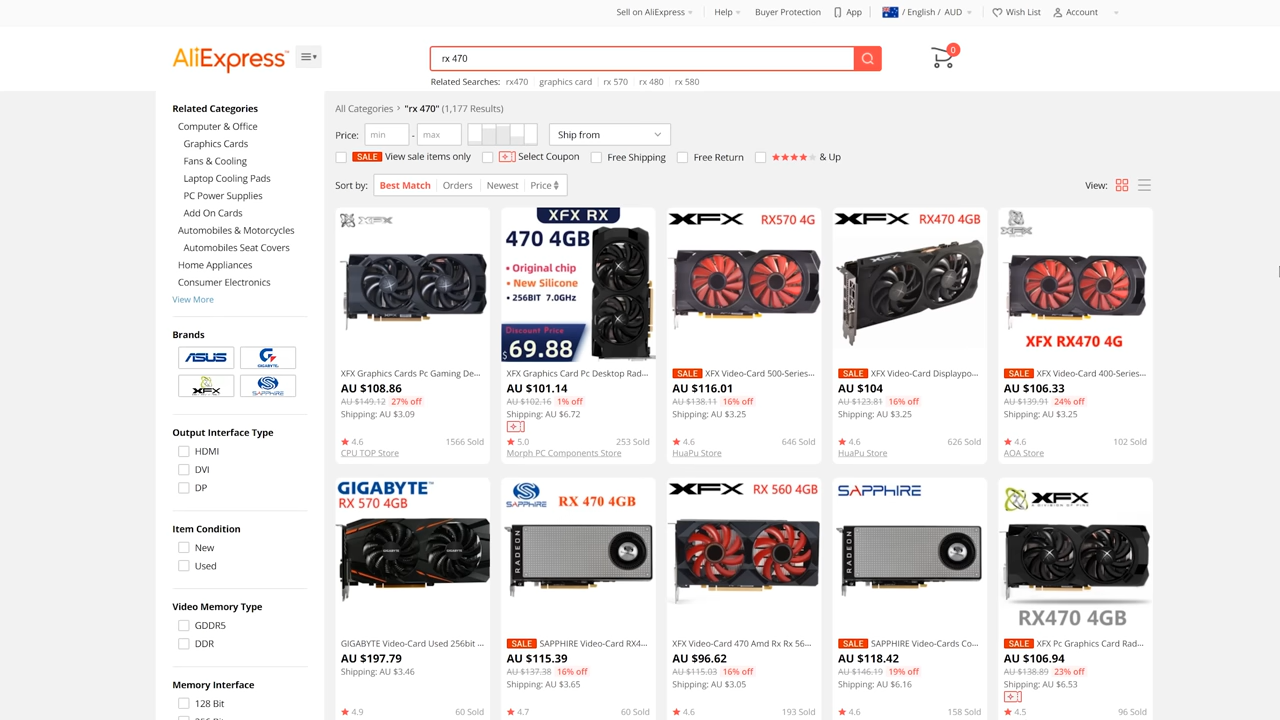 Sell on AliExpress
Help
Buyer Protection
App
/ English / AUD
Wish List
Account
AliExpress
rx 470
0
Related Searches: rx470 graphics card rx 570 rx 480 rx 580
Related Categories
Computer & Office
Graphics Cards
Fans & Cooling
Laptop Cooling Pads
PC Power Supplies
Add On Cards
Automobiles & Motorcycles
Automobiles Seat Covers
Home Appliances
Consumer Electronics
View More
Brands
ASUS
GIGABYTE
XFX
SAPPHIRE
Output Interface Type
HDMI
DVI
DP
Item Condition
New
Used
Video Memory Type
GDDR5
DDR
Memory Interface
128 Bit
All Categories > "rx 470" (1,177 Results)
Price: min - max
Ship from
SALE View sale items only
Select Coupon
Free Shipping
Free Return
& Up
Sort by: Best Match Orders Newest Price
View:
XFX
XFX Graphics Cards Pc Gaming De...
AU $108.86
AU $149.12 27% off
Shipping: AU $3.09
4.6 1566 Sold
CPU TOP Store
XFX RX
470 4GB
• Original chip
• New Silicone
• 256BIT 7.0GHz
Discount Price
$69.88
XFX Graphics Card Pc Desktop Rad...
AU $101.14
AU $102.16 1% off
Shipping: AU $6.72
5.0 253 Sold
Morph PC Components Store
XFX RX570 4G
SALE XFX Video-Card 500-Series...
AU $116.01
AU $138.11 16% off
Shipping: AU $3.25
4.6 646 Sold
HuaPu Store
XFX RX470 4GB
XFX
SALE XFX Video-Card Displaypo...
AU $104
AU $123.81 16% off
Shipping: AU $3.25
4.6 626 Sold
HuaPu Store
XFX
XFX RX470 4G
SALE XFX Video-Card 400-Series...
AU $106.33
AU $139.91 24% off
Shipping: AU $3.25
4.6 102 Sold
AOA Store
GIGABYTE™
RX 570 4GB
GIGABYTE Video-Card Used 256bit ...
AU $197.79
Shipping: AU $3.46
4.9 60 Sold
SAPPHIRE RX 470 4GB
RADEON
SALE SAPPHIRE Video-Card RX4...
AU $115.39
AU $137.38 16% off
Shipping: AU $3.65
4.7 60 Sold
XFX RX 560 4GB
XFX Video-Card 470 Amd Rx Rx 56...
AU $96.62
AU $115.03 16% off
Shipping: AU $3.05
4.6 193 Sold
SAPPHIRE
RADEON
SALE SAPPHIRE Video-Cards Co...
AU $118.42
AU $146.19 19% off
Shipping: AU $6.16
4.6 158 Sold
XFX
RX470 4GB
SALE XFX Pc Graphics Card Rad...
AU $106.94
AU $138.89 23% off
Shipping: AU $6.53
4.5 96 Sold